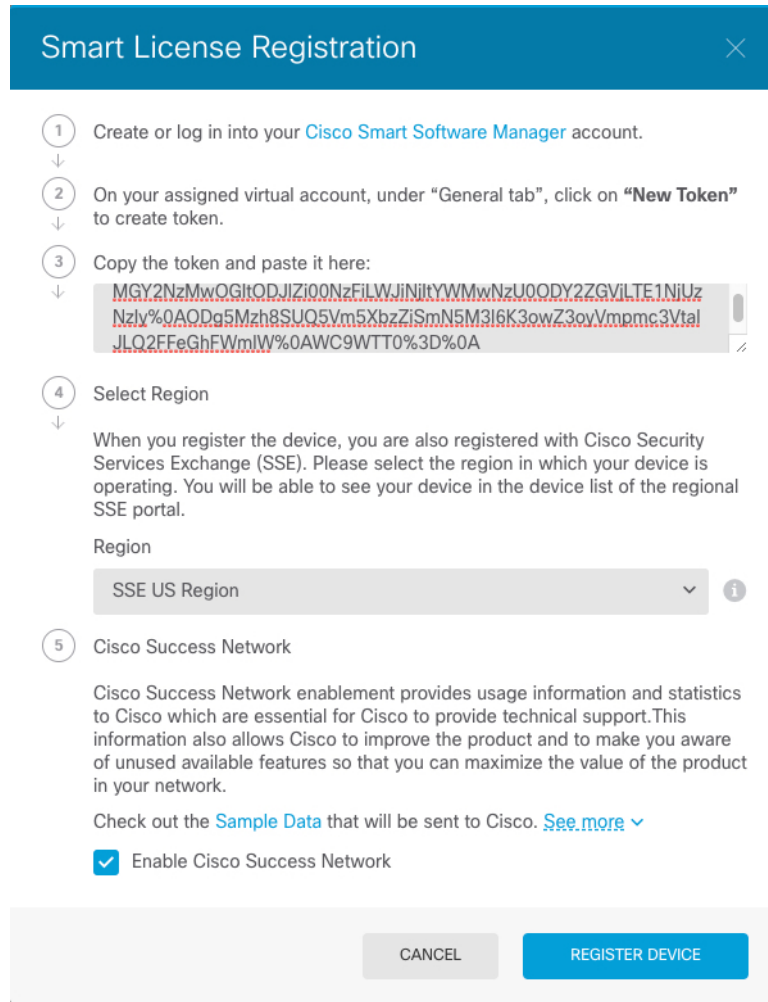 Smart License Registration
1
Create or log in into your Cisco Smart Software Manager account.
2
On your assigned virtual account, under “General tab”, click on “New Token”
to create token.
3
Copy the token and paste it here:
MGY2NzMwOGItODJlZi00NzFiLWJiNjItYWMwNzU0ODY2ZGVjLTE1NjUz
NzIy%0AODg5Mzh8SUQ5Vm5XbzZiSmN5M3I6K3owZ3oyVmpmc3Vtal
JLQ2FFeGhFWmlW%0AWC9WTT0%3D%0A
4
Select Region
When you register the device, you are also registered with Cisco Security
Services Exchange (SSE). Please select the region in which your device is
operating. You will be able to see your device in the device list of the regional
SSE portal.
Region
SSE US Region
5
Cisco Success Network
Cisco Success Network enablement provides usage information and statistics
to Cisco which are essential for Cisco to provide technical support.This
information also allows Cisco to improve the product and to make you aware
of unused available features so that you can maximize the value of the product
in your network.
Check out the Sample Data that will be sent to Cisco. See more
Enable Cisco Success Network
CANCEL
REGISTER DEVICE